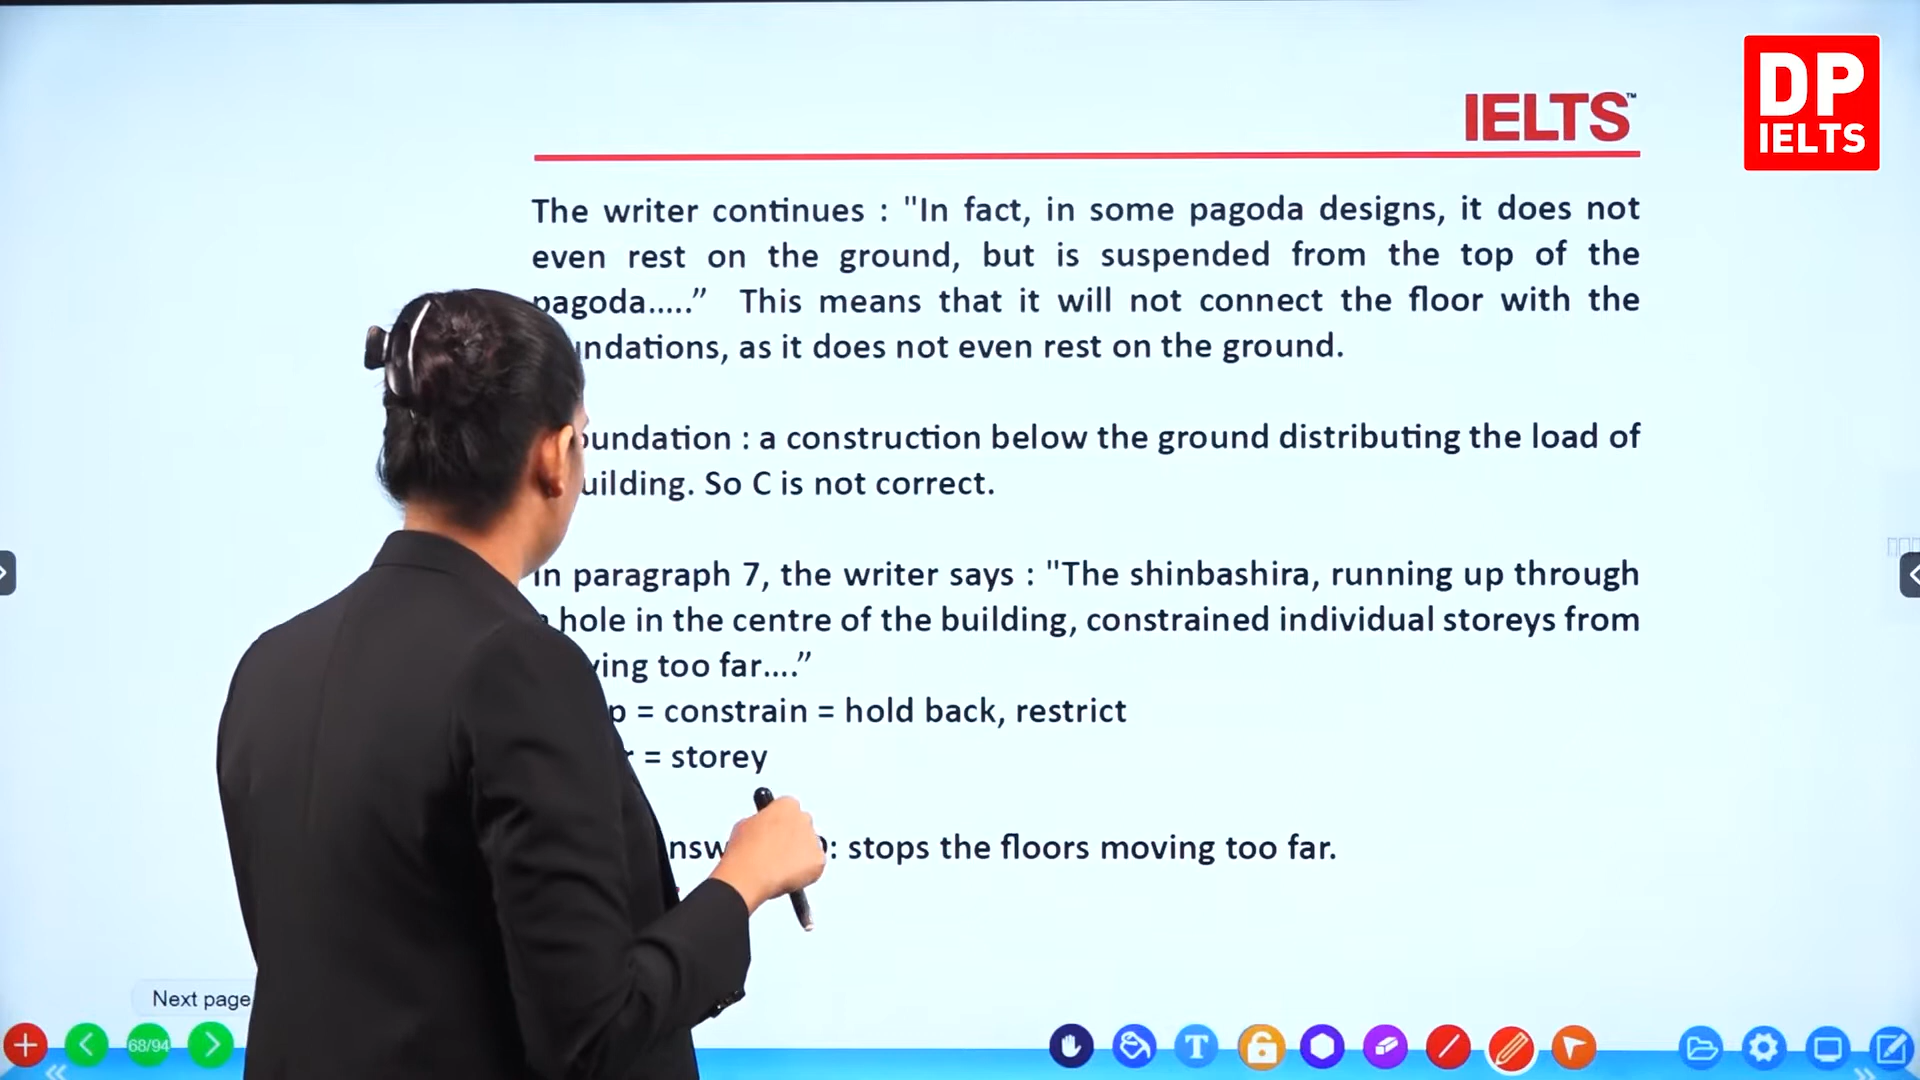 DP
IELTS
IELTS™
The writer continues : "In fact, in some pagoda designs, it does not
even rest on the ground, but is suspended from the top of the
pagoda.....” This means that it will not connect the floor with the
ndations, as it does not even rest on the ground.
oundation : a construction below the ground distributing the load of
uilding. So C is not correct.
In paragraph 7, the writer says : "The shinbashira, running up through
hole in the centre of the building, constrained individual storeys from
ving too far....”
p = constrain = hold back, restrict
r = storey
nsw : stops the floors moving too far.
Next page
68/94
T